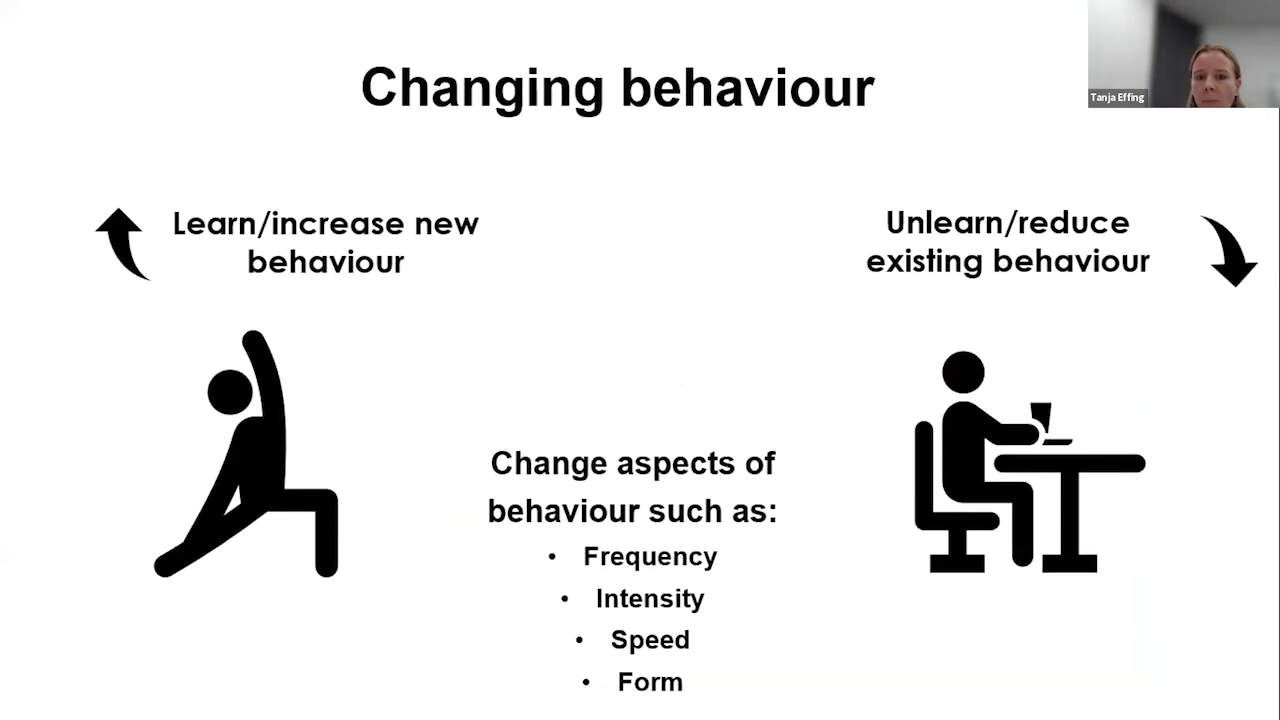 Changing behaviour
Tanja Effing
Learn/increase new
behaviour
Unlearn/reduce
existing behaviour
Change aspects of
behaviour such as:
• Frequency
• Intensity
• Speed
• Form